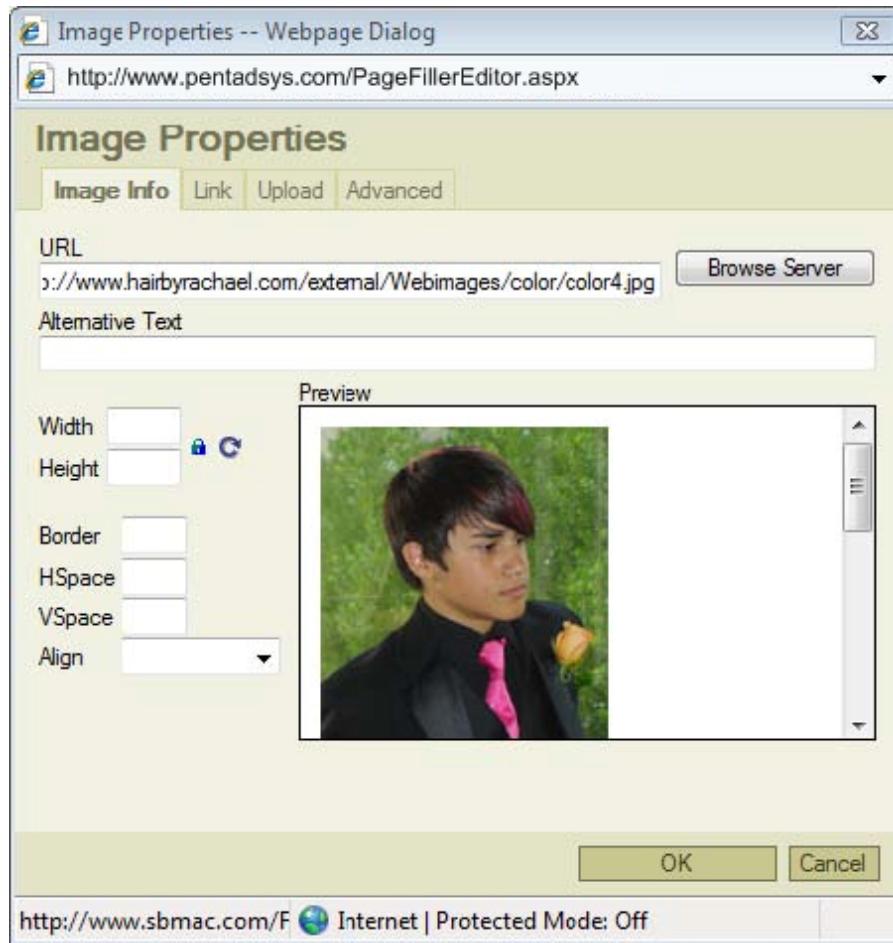 Image Properties -- Webpage Dialog
http://www.pentadsys.com/PageFillerEditor.aspx
Image Properties
Image Info Link Upload Advanced
URL
://www.hairbyrachael.com/external/Webimages/color/color4.jpg Browse Server
Alternative Text
Preview
Width
Height
Border
HSpace
VSpace
Align
OK Cancel
http://www.sbmac.com/F Internet | Protected Mode: Off